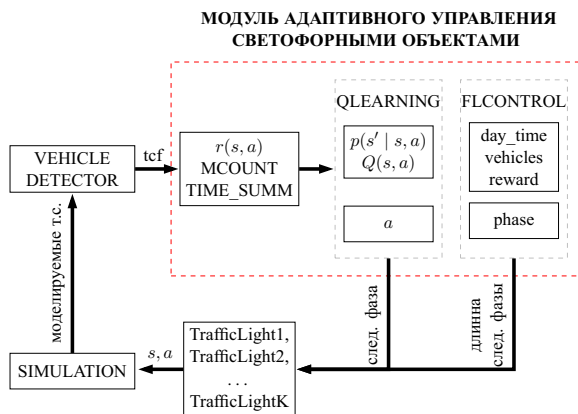 МОДУЛЬ АДАПТИВНОГО УПРАВЛЕНИЯ
СВЕТОФОРНЫМИ ОБЪЕКТАМИ
QLEARNING
FLCONTROL
VEHICLE
DETECTOR
tcf
r(s, a)
MCOUNT
TIME_SUMM
p(s′ | s, a)
Q(s, a)
a
day_time
vehicles
reward
phase
моделируемые т.с.
след. фаза
длинна
след. фазы
SIMULATION
s, a
TrafficLight1,
TrafficLight2,
...
TrafficLightK